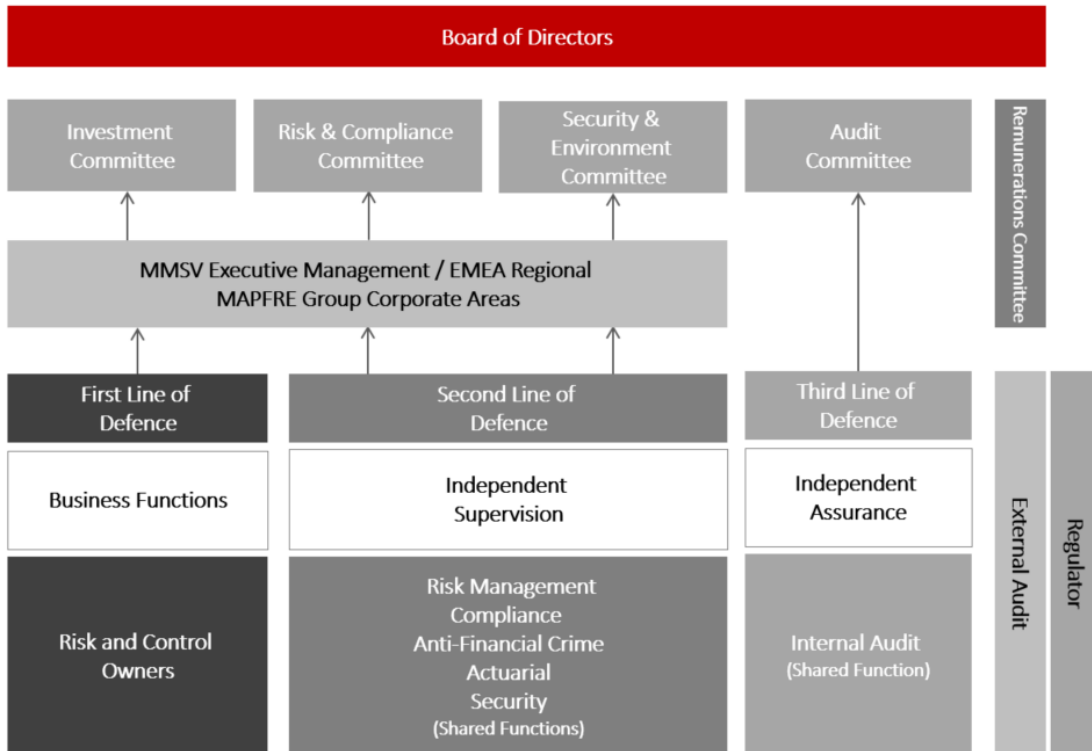 Board of Directors
Investment
Committee
Risk & Compliance
Committee
Security &
Environment
Committee
Audit
Committee
Remunerations Committee
MMSV Executive Management / EMEA Regional
MAPFRE Group Corporate Areas
First Line of
Defence
Second Line of
Defence
Third Line of
Defence
Business Functions
Independent
Supervision
Independent
Assurance
External Audit
Regulator
Risk and Control
Owners
Risk Management
Compliance
Anti-Financial Crime
Actuarial
Security
(Shared Functions)
Internal Audit
(Shared Function)